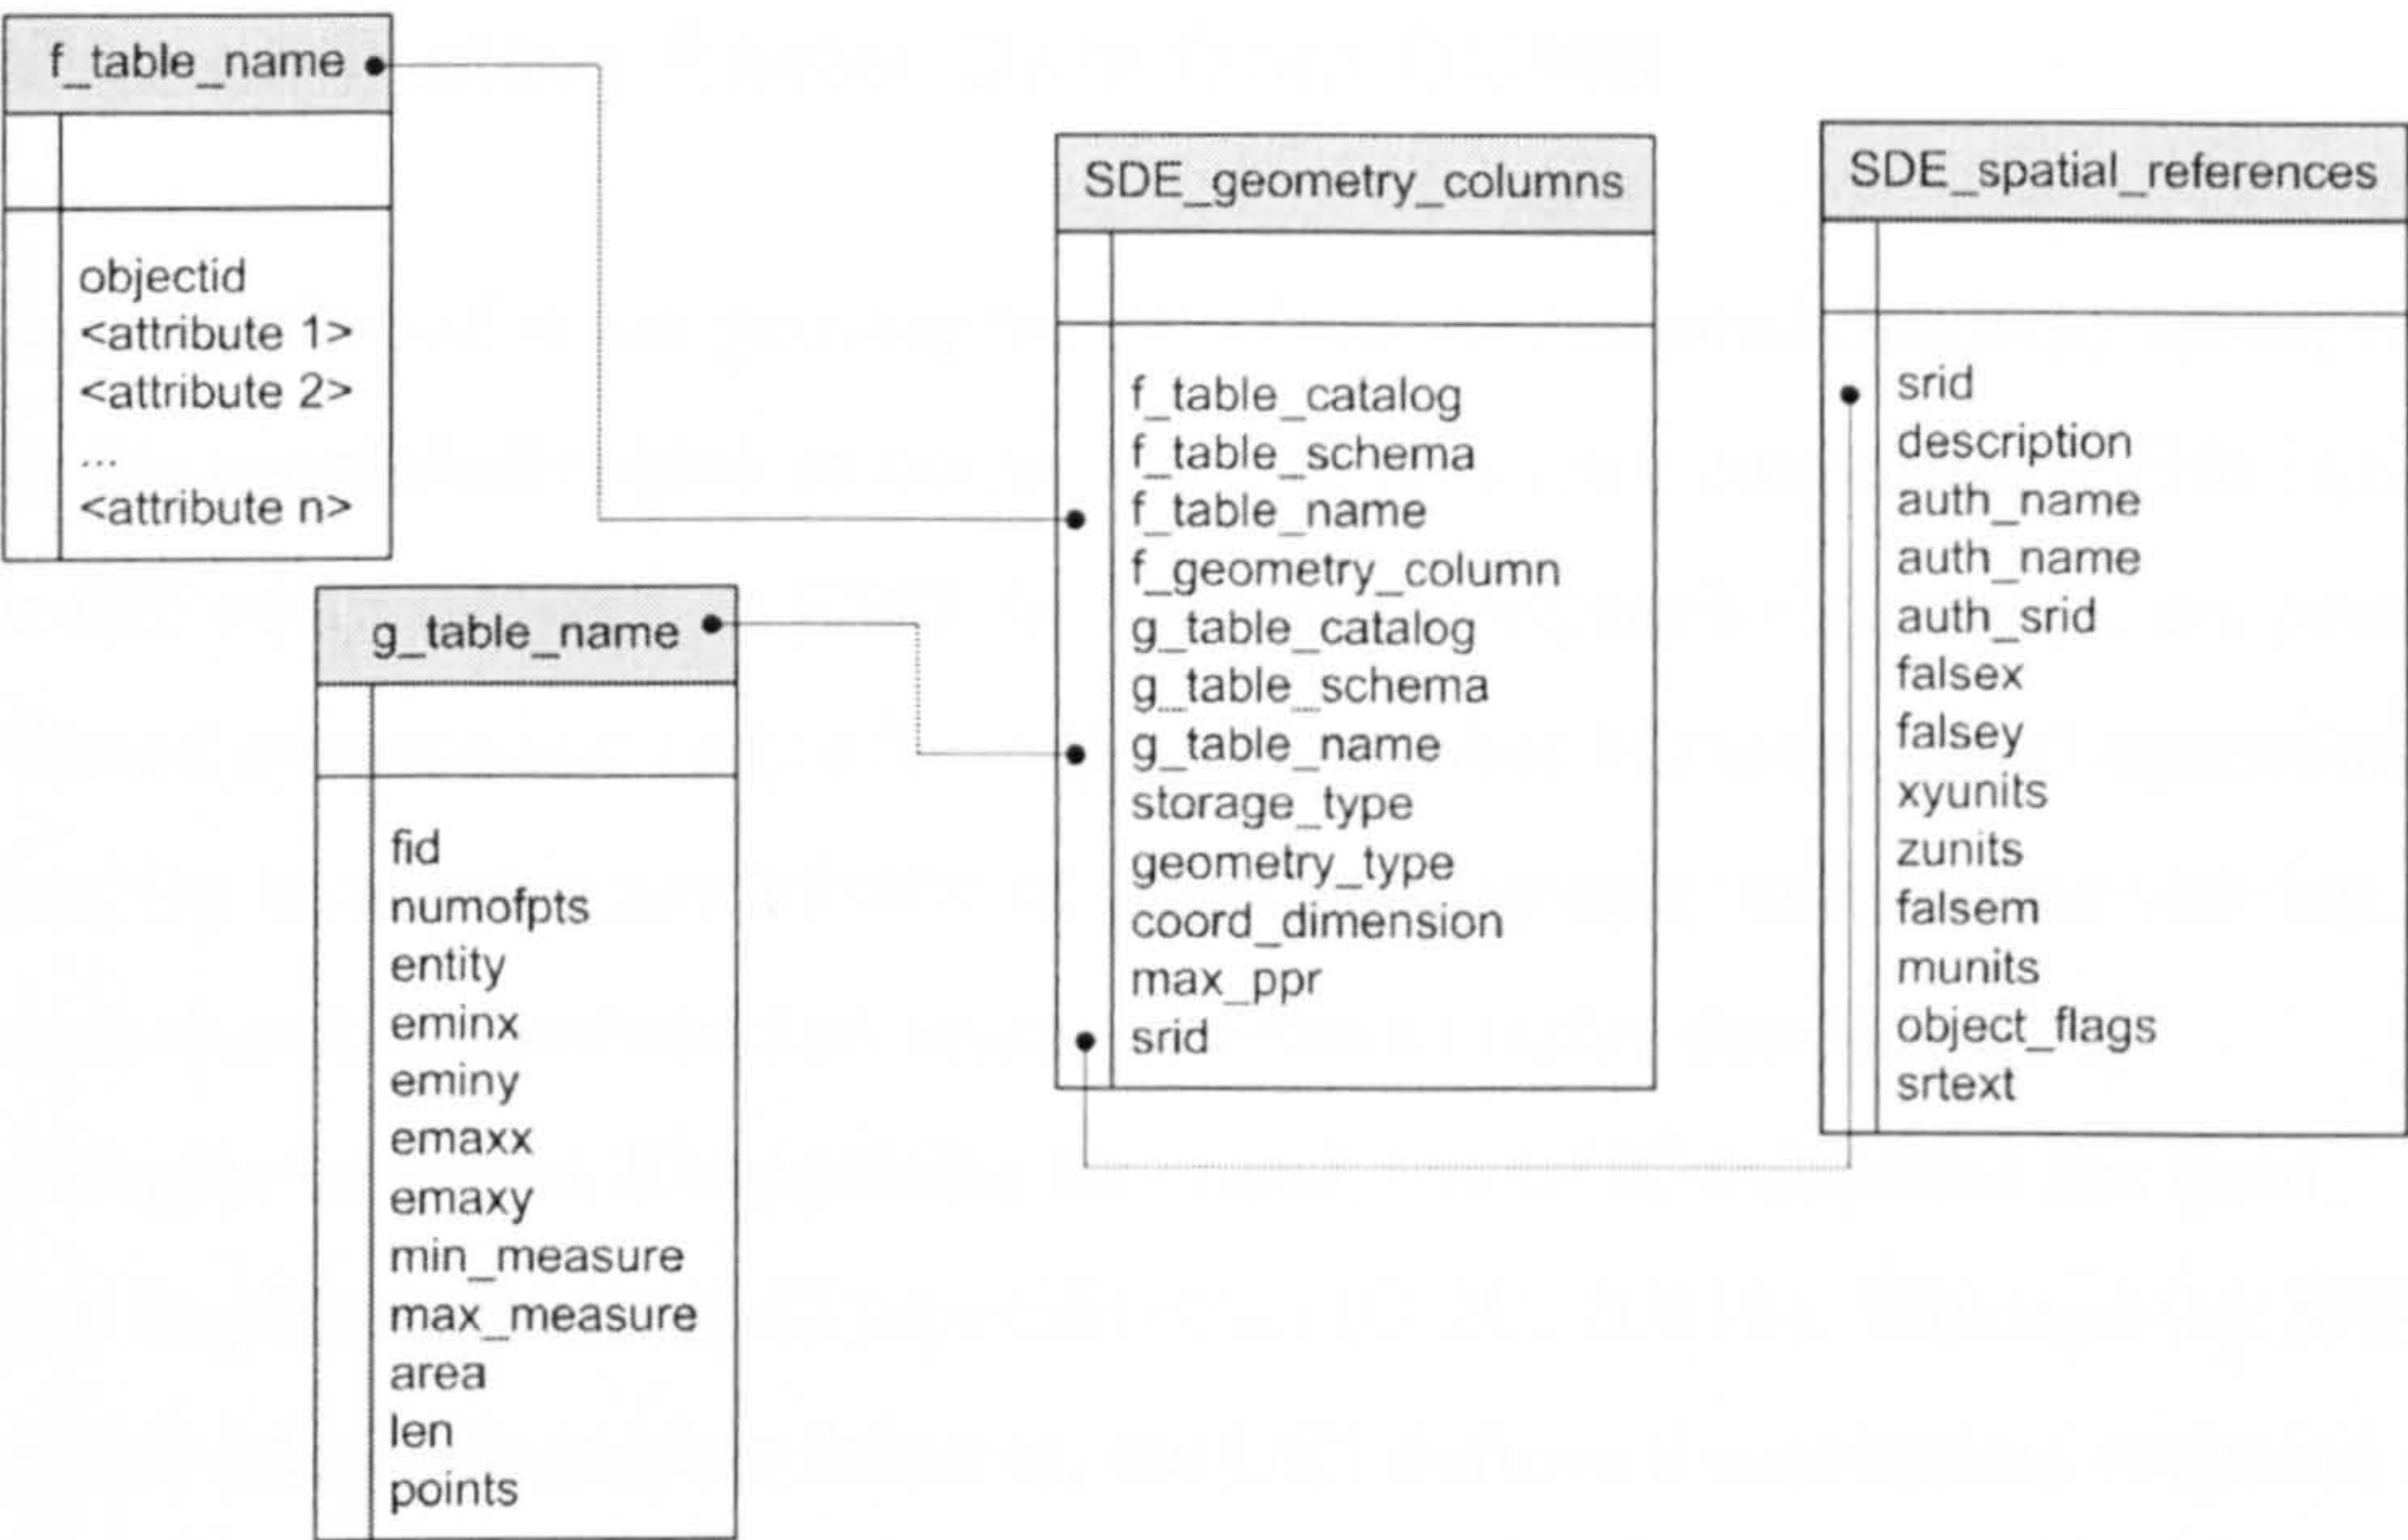 f_table_name
objectid
<attribute 1>
<attribute 2>
...
<attribute n>
g_table_name
fid
numofpts
entity
eminx
eminy
emaxx
emaxy
min_measure
max_measure
area
len
points
SDE_geometry_columns
f_table_catalog
f_table_schema
f_table_name
f_geometry_column
g_table_catalog
g_table_schema
g_table_name
storage_type
geometry_type
coord_dimension
max_ppr
srid
SDE_spatial_references
srid
description
auth_name
auth_name
auth_srid
falsex
falsey
xyunits
zunits
falsem
munits
object_flags
srtext